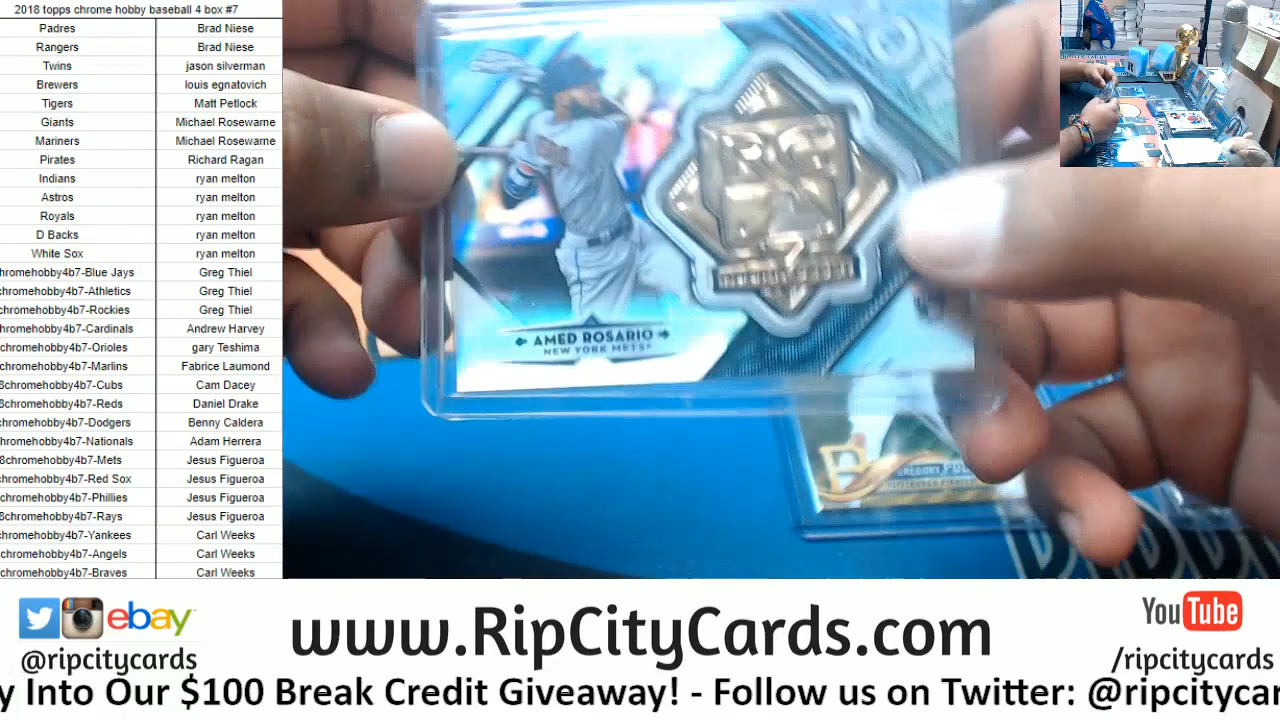 2018 topps chrome hobby baseball 4 box #7
Padres Brad Niese
Rangers Brad Niese
Twins jason silverman
Brewers louis egnatovich
Tigers Matt Petlock
Giants Michael Rosewarne
Mariners Michael Rosewarne
Pirates Richard Ragan
Indians ryan melton
Astros ryan melton
Royals ryan melton
D Backs ryan melton
White Sox ryan melton
hromehobby4b7-Blue Jays Greg Thiel
chromehobby4b7-Athletics Greg Thiel
chromehobby4b7-Rockies Greg Thiel
chromehobby4b7-Cardinals Andrew Harvey
chromehobby4b7-Orioles gary Teshima
chromehobby4b7-Marlins Fabrice Laumond
8chromehobby4b7-Cubs Cam Dacey
8chromehobby4b7-Reds Daniel Drake
chromehobby4b7-Dodgers Benny Caldera
hromehobby4b7-Nationals Adam Herrera
8chromehobby4b7-Mets Jesus Figueroa
chromehobby4b7-Red Sox Jesus Figueroa
chromehobby4b7-Phillies Jesus Figueroa
8chromehobby4b7-Rays Jesus Figueroa
chromehobby4b7-Yankees Carl Weeks
chromehobby4b7-Angels Carl Weeks
chromehobby4b7-Braves Carl Weeks
RC
AMED ROSARIO
NEW YORK METS
GREGORY
ebay
@ripcitycards
www.RipCityCards.com
YouTube
/ripcitycards
y Into Our $100 Break Credit Giveaway! - Follow us on Twitter: @ripcitycar